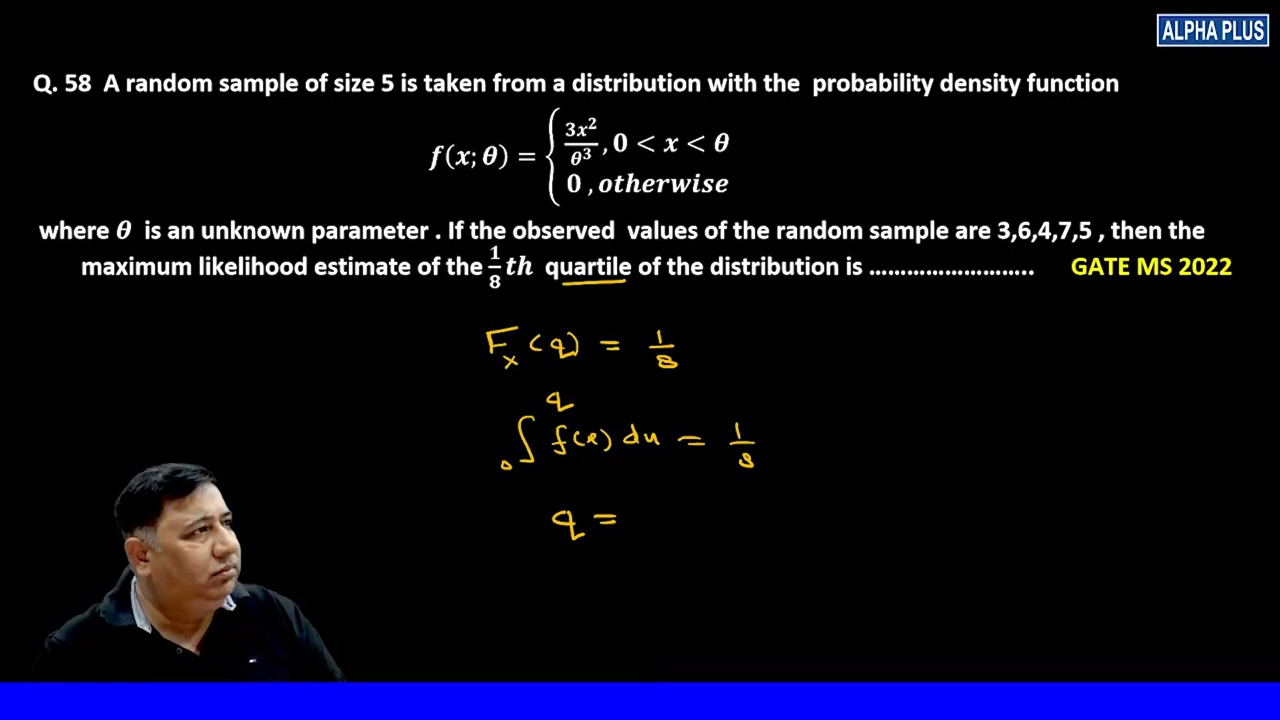 ALPHA PLUS
Q. 58 A random sample of size 5 is taken from a distribution with the probability density function
f(x; θ) = { 3x²/θ³ , 0 < x < θ
0 , otherwise
where θ is an unknown parameter . If the observed values of the random sample are 3,6,4,7,5 , then the
maximum likelihood estimate of the 1/8 th quartile of the distribution is ............................ GATE MS 2022
F_x (q) = 1/8
∫₀^q f(x) du = 1/8
q =